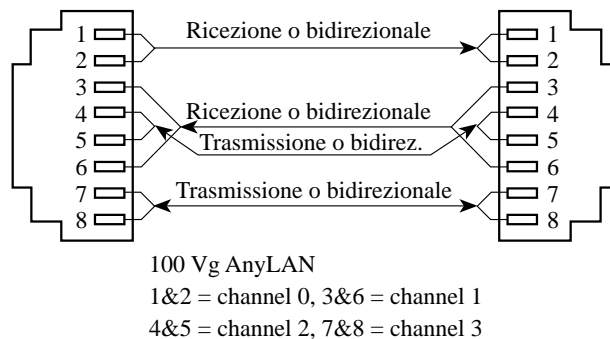 1 Ricezione o bidirezionale 1
2 2
3 3
4 Ricezione o bidirezionale 4
5 Trasmissione o bidirez. 5
6 6
7 Trasmissione o bidirezionale 7
8 8
100 Vg AnyLAN
1&2 = channel 0, 3&6 = channel 1
4&5 = channel 2, 7&8 = channel 3